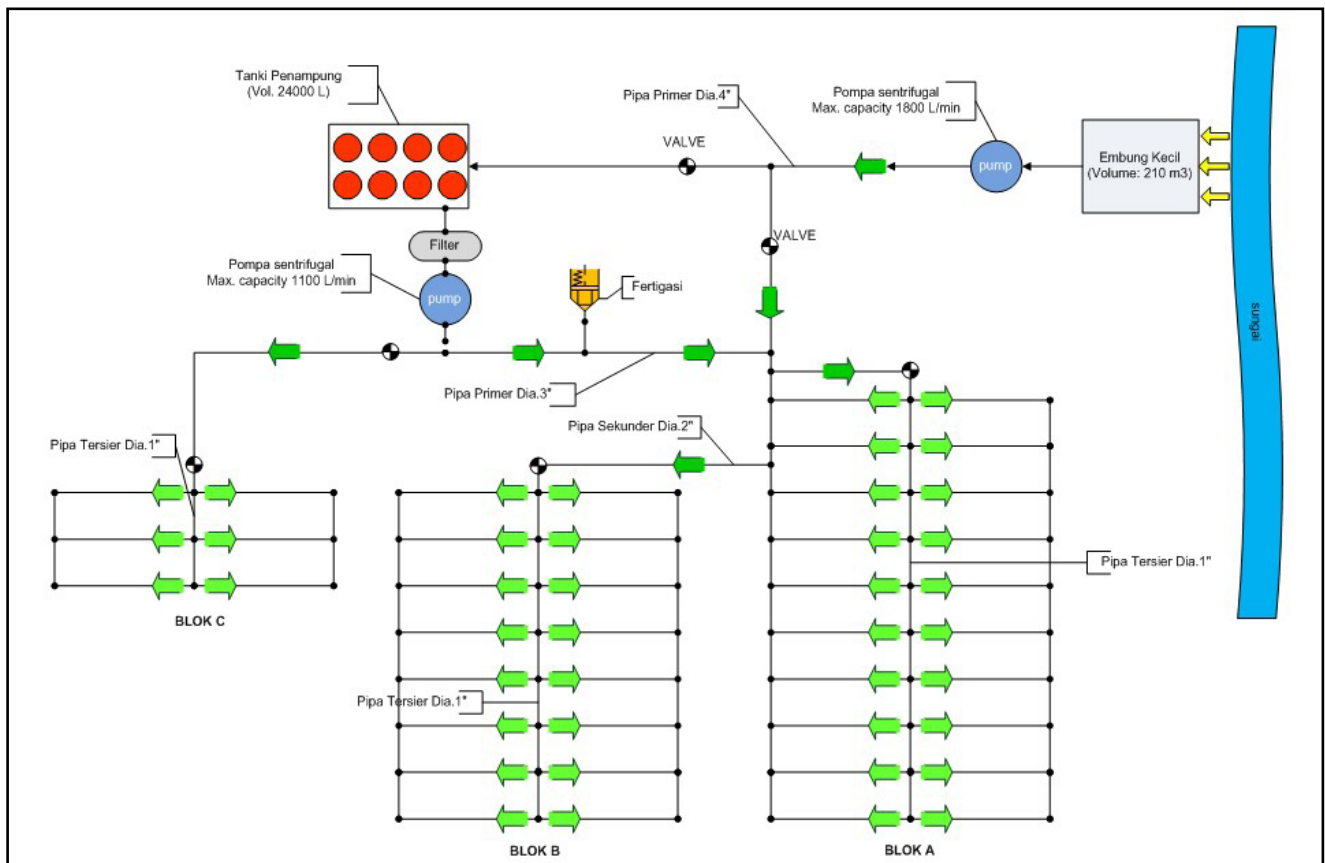 Tanki Penampung
(Vol. 24000 L)
Pipa Primer Dia.4"
Pompa sentrifugal
Max. capacity 1800 L/min
VALVE
pump
Embung Kecil
(Volume: 210 m3)
VALVE
Filter
Pompa sentrifugal
Max. capacity 1100 L/min
pump
Fertigasi
sungai
Pipa Primer Dia.3"
Pipa Sekunder Dia.2"
Pipa Tersier Dia.1"
Pipa Tersier Dia.1"
BLOK C
Pipa Tersier Dia.1"
BLOK B
BLOK A